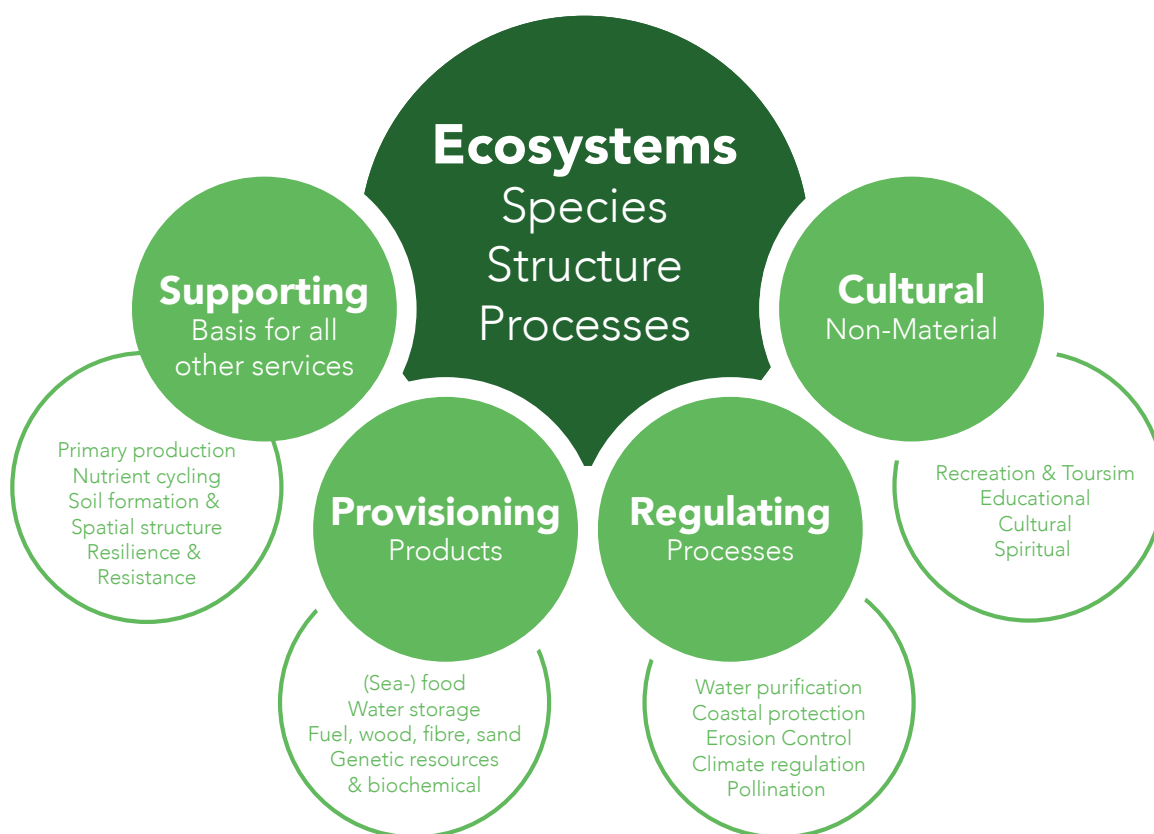 Ecosystems
Species
Structure
Processes
Supporting
Basis for all
other services
Primary production
Nutrient cycling
Soil formation &
Spatial structure
Resilience &
Resistance
Provisioning
Products
(Sea-) food
Water storage
Fuel, wood, fibre, sand
Genetic resources
& biochemical
Regulating
Processes
Water purification
Coastal protection
Erosion Control
Climate regulation
Pollination
Cultural
Non-Material
Recreation & Toursim
Educational
Cultural
Spiritual